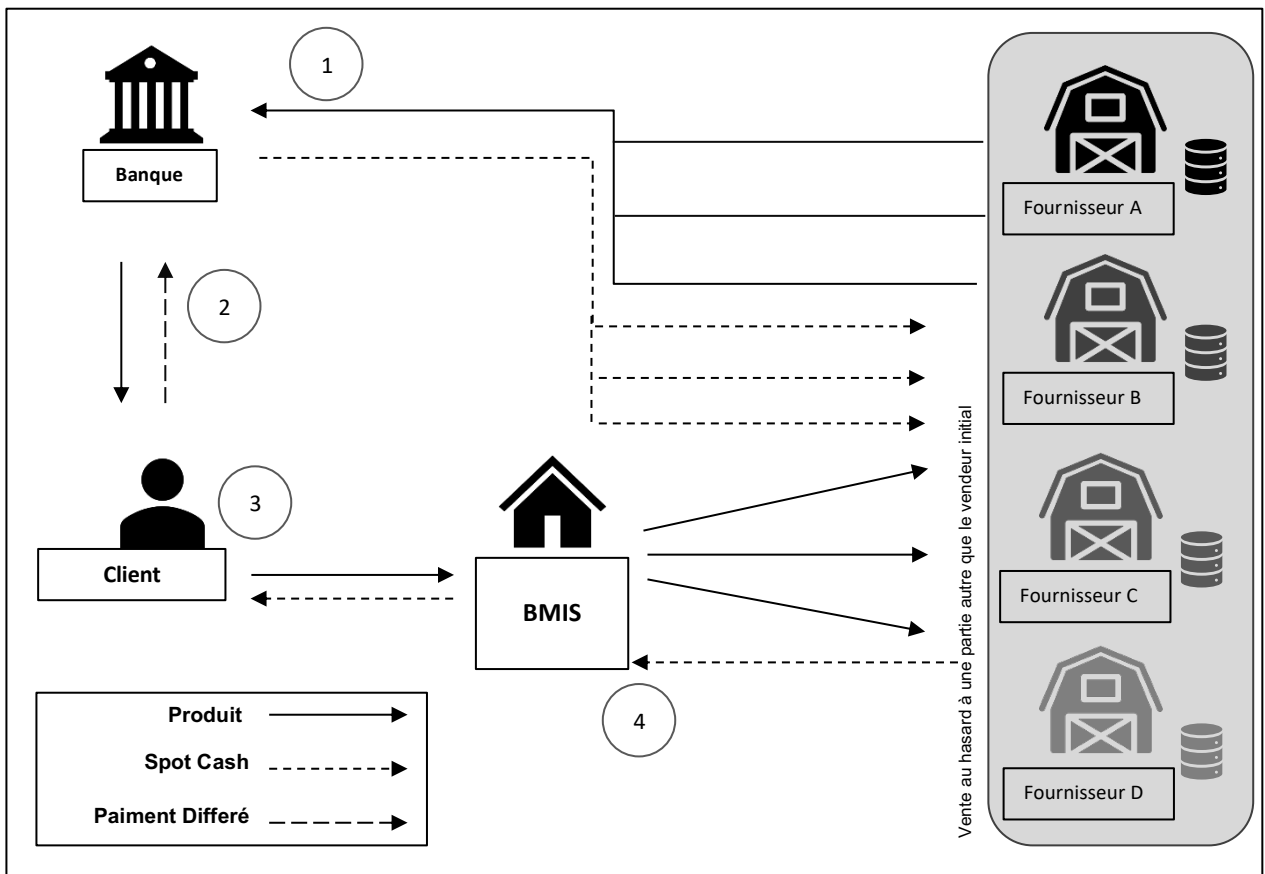 1
Banque
2
3
Client
BMIS
4
Produit
Spot Cash
Paiment Differé
Vente au hasard à une partie autre que le vendeur initial
Fournisseur A
Fournisseur B
Fournisseur C
Fournisseur D